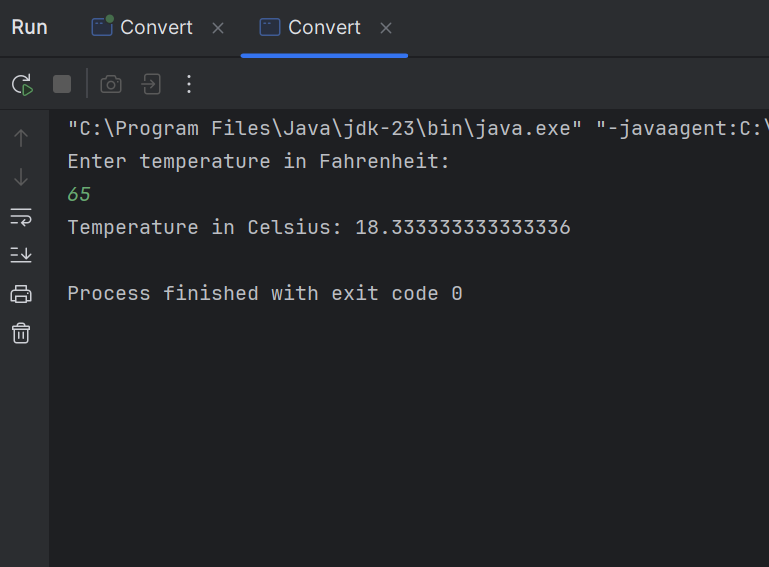 Run Convert Convert
"C:\Program Files\Java\jdk-23\bin\java.exe" "-javaagent:C:\
Enter temperature in Fahrenheit:
65
Temperature in Celsius: 18.333333333333336
Process finished with exit code 0